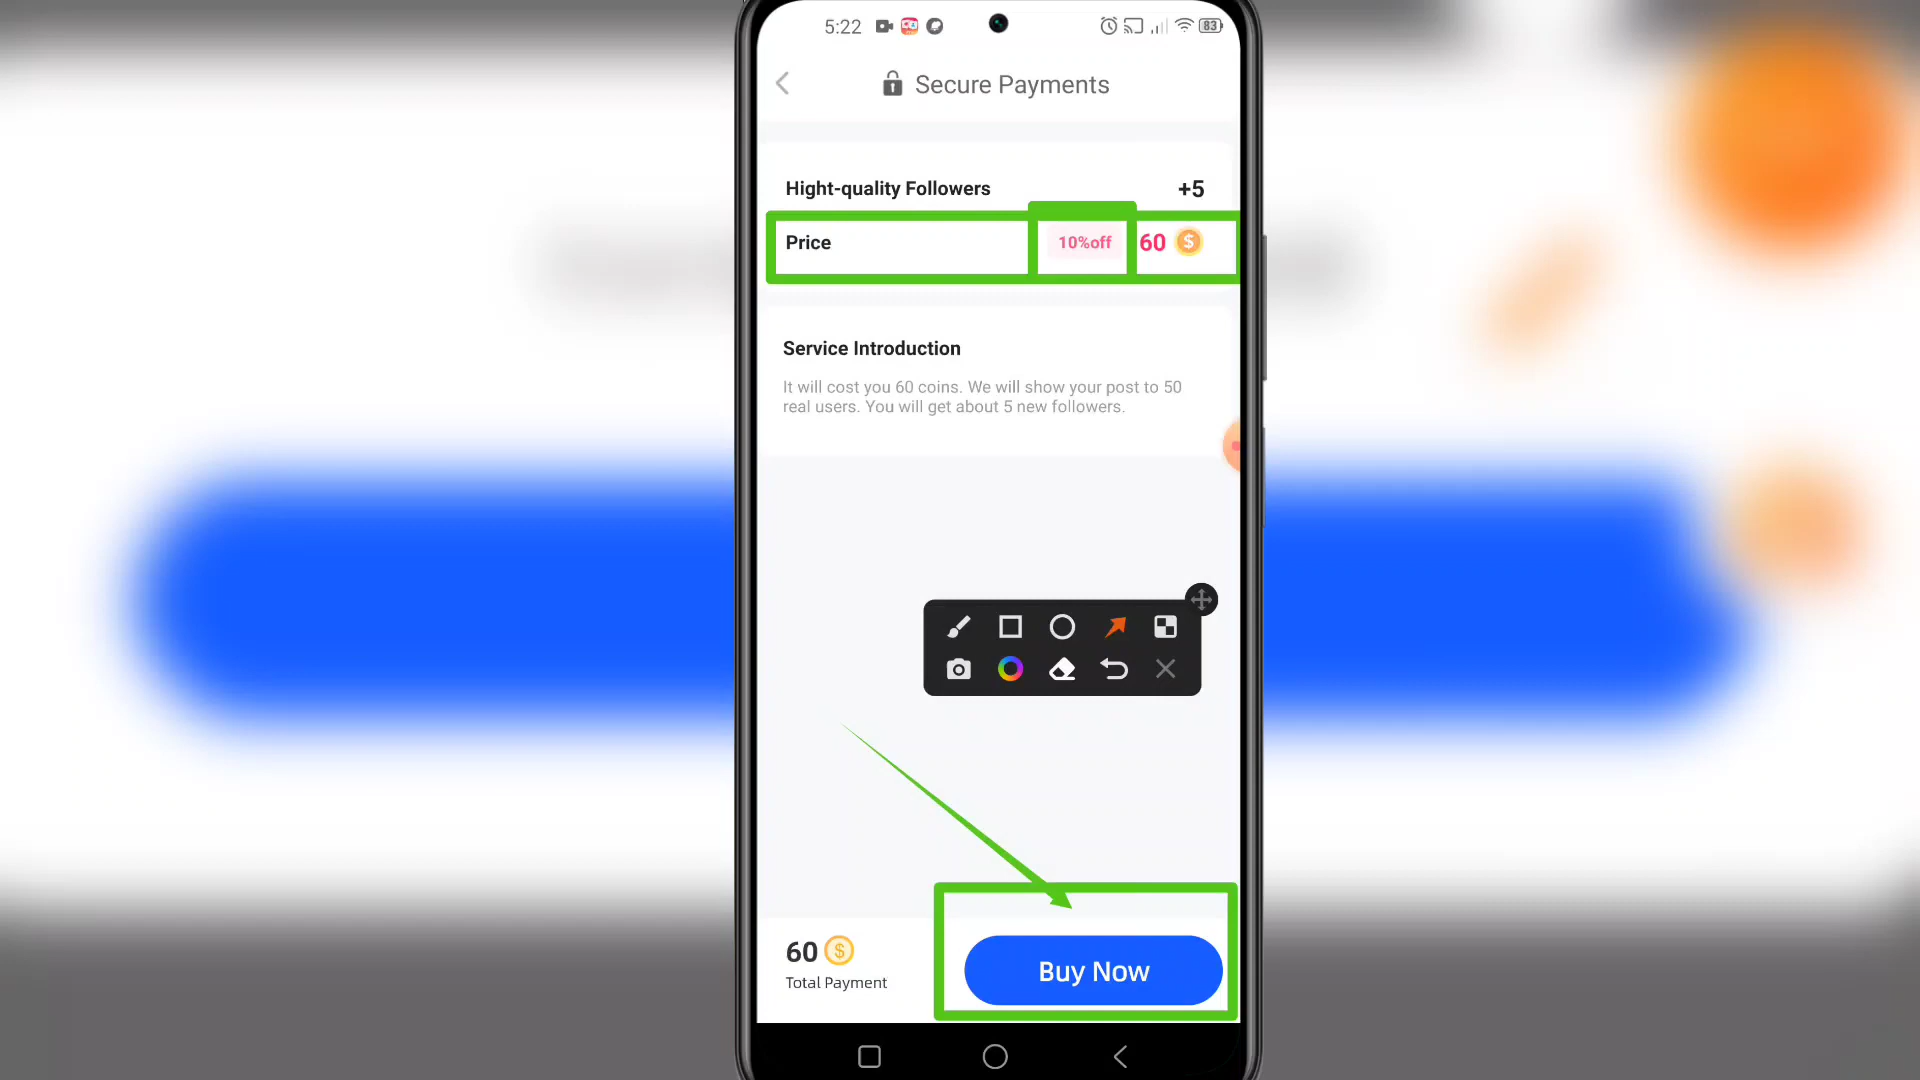 5:22
83
Secure Payments
Hight-quality Followers +5
Price 10%off 60 $
Service Introduction
It will cost you 60 coins. We will show your post to 50
real users. You will get about 5 new followers.
60 $
Total Payment
Buy Now